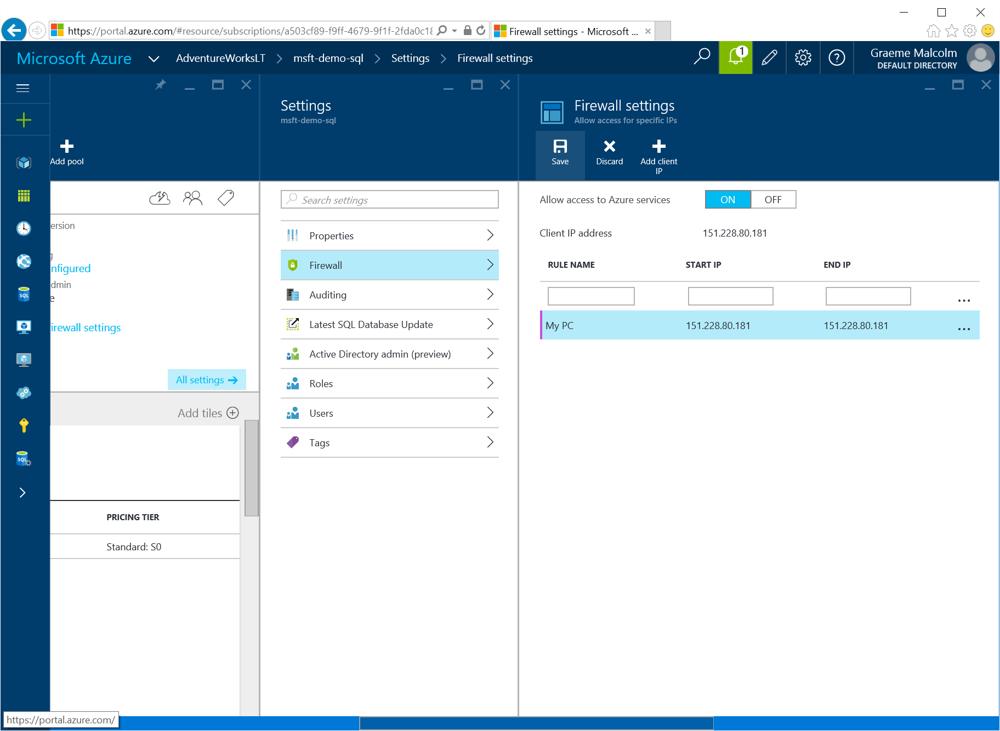 https://portal.azure.com/#resource/subscriptions/a503cf89-f9ff-4679-9f1f-2fda0c18
Firewall settings - Microsoft ...
Microsoft Azure
AdventureWorksLT
msft-demo-sql
Settings
Firewall settings
1
Graeme Malcolm
DEFAULT DIRECTORY
Add pool
ersion
g
nfigured
dmin
e
firewall settings
All settings
Add tiles
PRICING TIER
Standard: S0
SQL
SQL
Settings
msft-demo-sql
Search settings
Properties
Firewall
Auditing
Latest SQL Database Update
Active Directory admin (preview)
Roles
Users
Tags
Firewall settings
Allow access for specific IPs
Save
Discard
Add client
IP
Allow access to Azure services
ON
OFF
Client IP address
151.228.80.181
RULE NAME START IP END IP
...
My PC 151.228.80.181 151.228.80.181 ...
https://portal.azure.com/